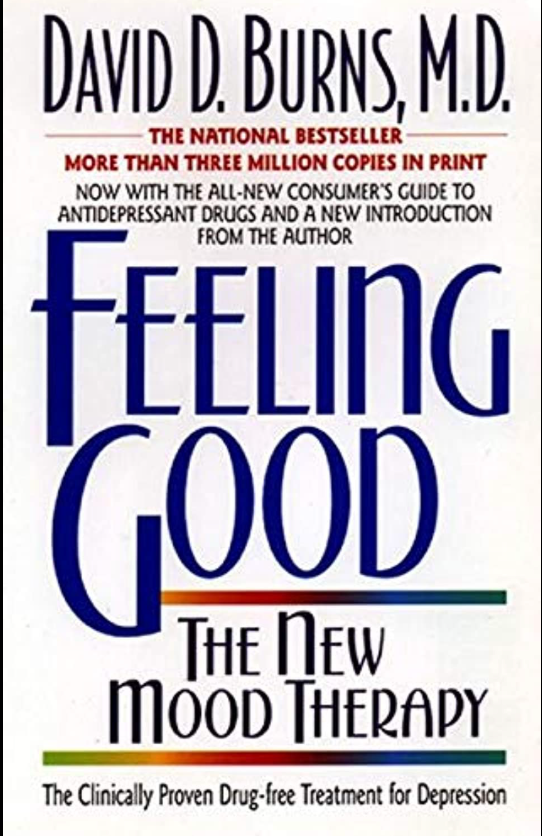 DAVID D. BURNS, M.D.
THE NATIONAL BESTSELLER
MORE THAN THREE MILLION COPIES IN PRINT
NOW WITH THE ALL-NEW CONSUMER'S GUIDE TO
ANTIDEPRESSANT DRUGS AND A NEW INTRODUCTION
FROM THE AUTHOR
FEELING
GOOD
THE NEW
MOOD THERAPY
The Clinically Proven Drug-free Treatment for Depression